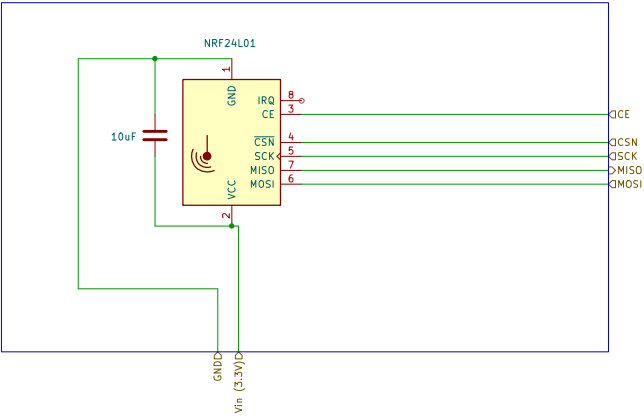 NRF24L01
1
GND
IRQ
8
CE
3
CE
10uF
CSN
4
CSN
SCK
5
SCK
MISO
7
MISO
MOSI
6
MOSI
VCC
2
GND
Vin (3.3V)